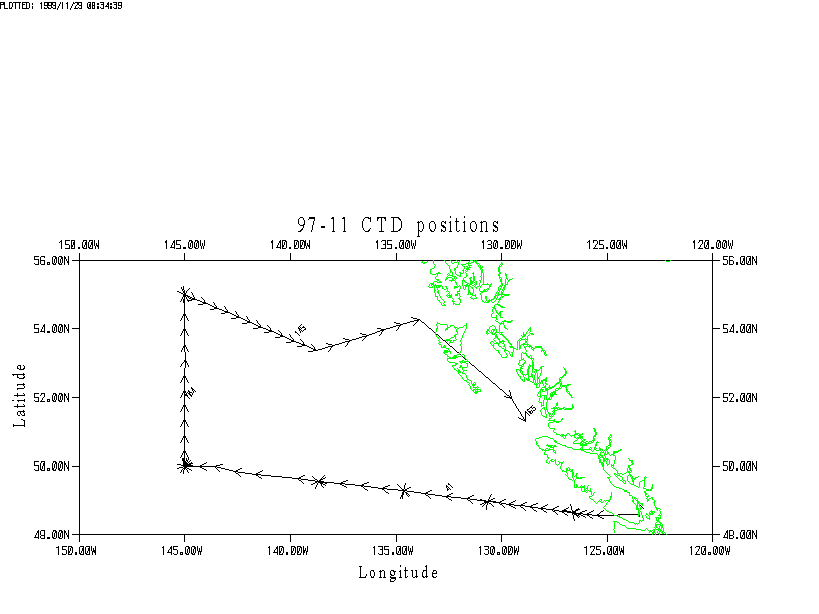 PLOTTED: 1999/11/23 08:34:39
97-11 CTD positions
150.00W 145.00W 140.00W 135.00W 130.00W 125.00W 120.00W
56.00N 56.00N
54.00N 54.00N
52.00N 52.00N
50.00N 50.00N
48.00N 48.00N
150.00W 145.00W 140.00W 135.00W 130.00W 125.00W 120.00W
Latitude
Longitude